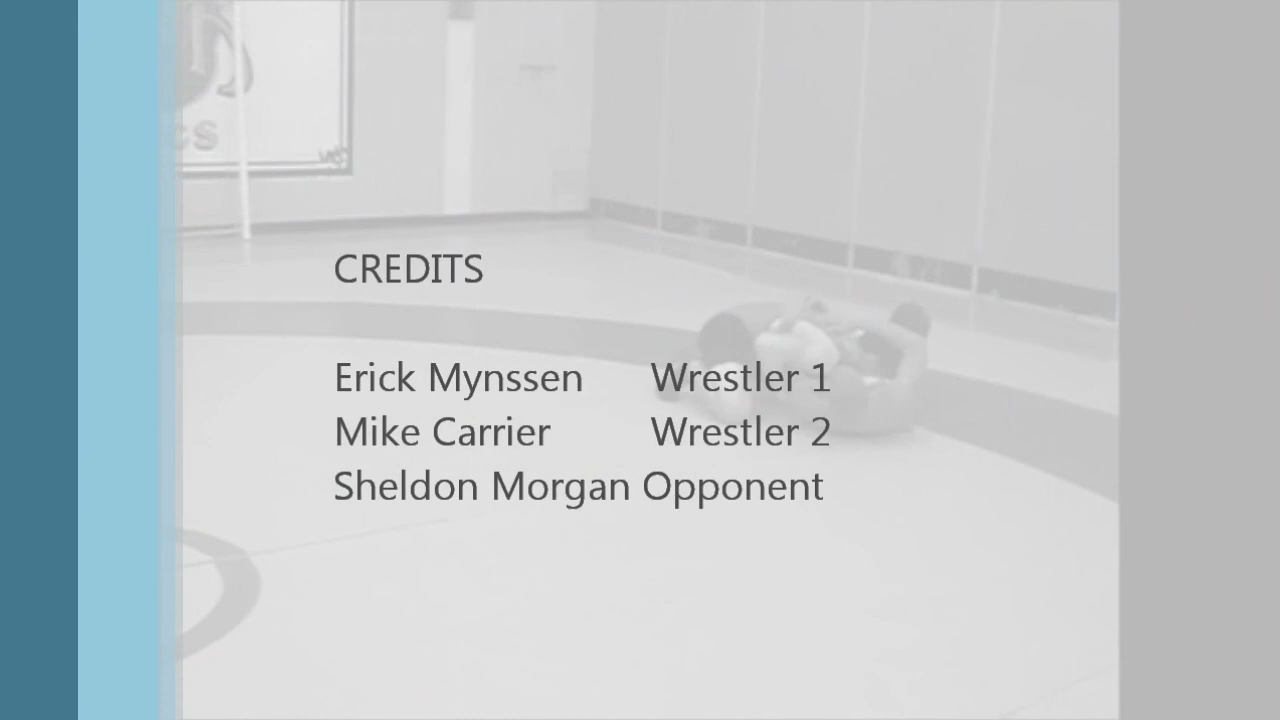 CREDITS
Erick Mynssen Wrestler 1
Mike Carrier Wrestler 2
Sheldon Morgan Opponent